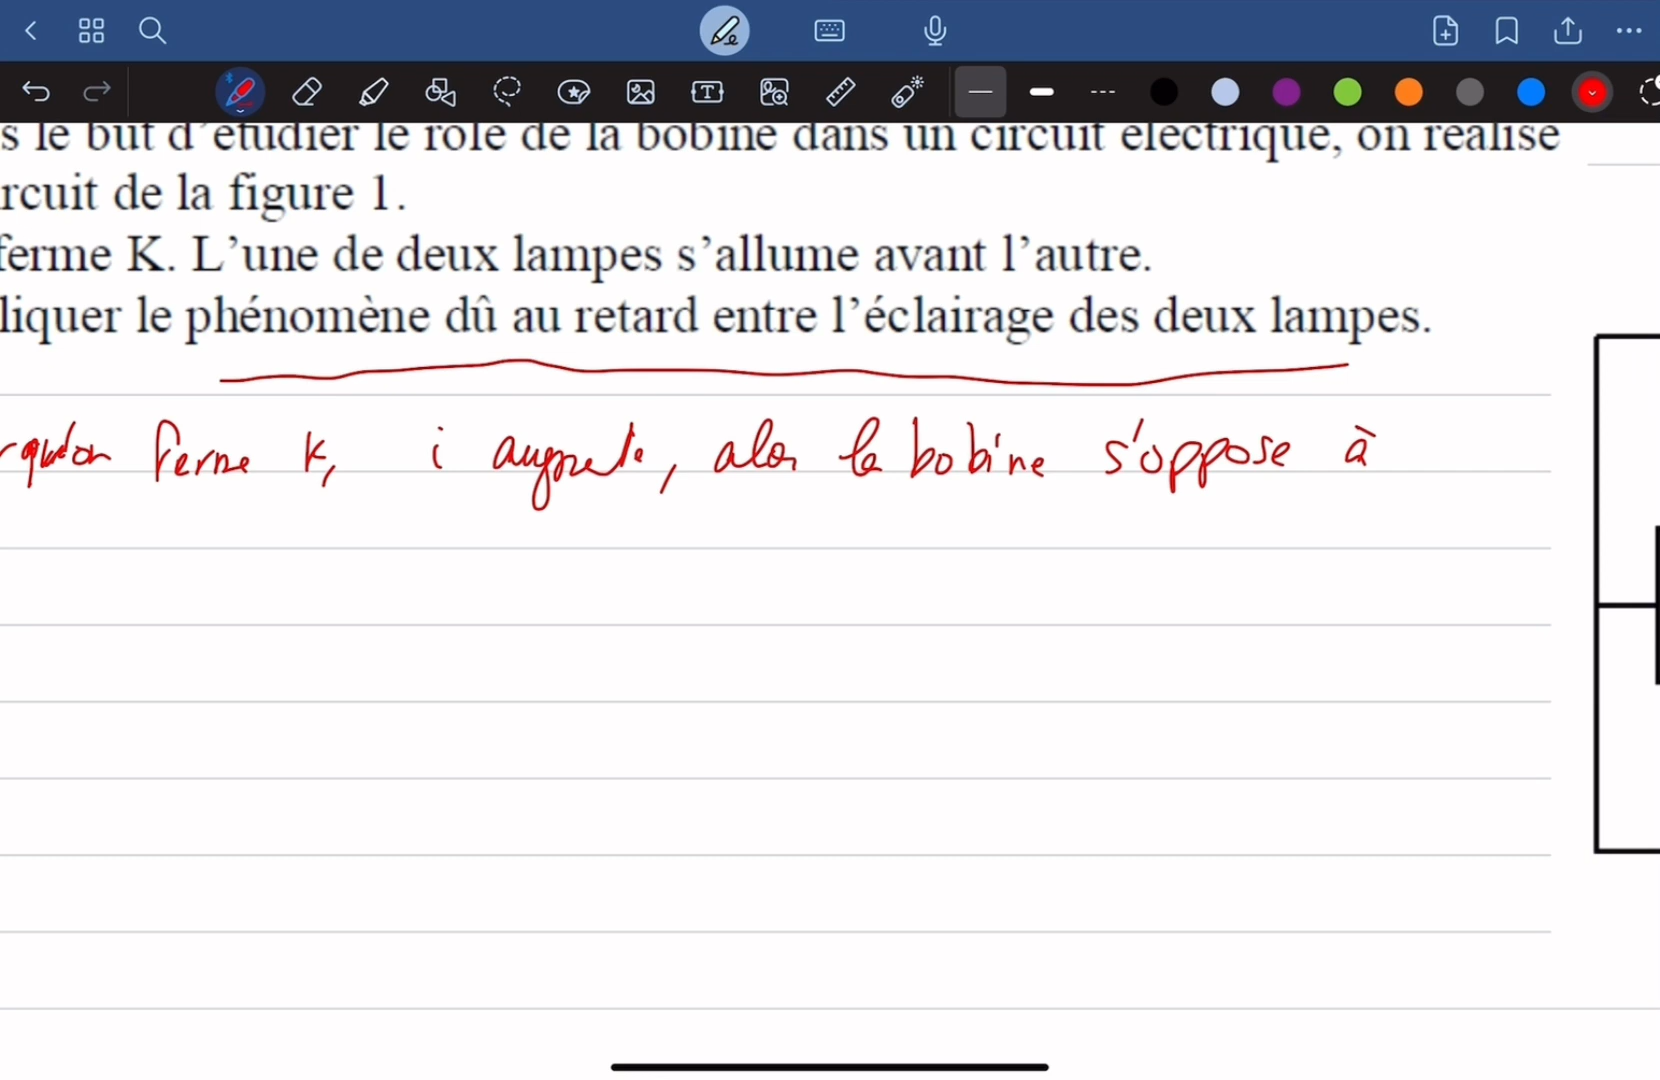 s le but d’étudier le rôle de la bobine dans un circuit électrique, on réalise
rcuit de la figure 1.
ferme K. L’une de deux lampes s’allume avant l’autre.
liquer le phénomène dû au retard entre l’éclairage des deux lampes.
ferme K, i augmente, alors la bobine s'oppose à